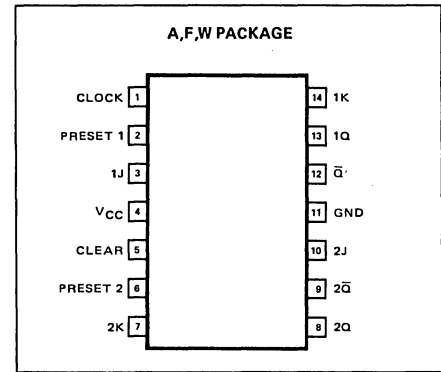 A,F,W PACKAGE
CLOCK 1
PRESET 1 2
1J 3
VCC 4
CLEAR 5
PRESET 2 6
2K 7
14 1K
13 1Q
12 Q̅'
11 GND
10 2J
9 2Q̅
8 2Q